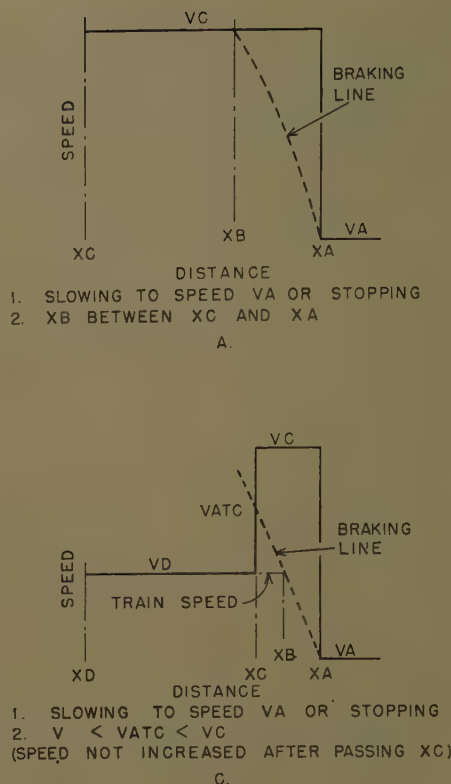 VC
BRAKING
LINE
SPEED
XC
XB
XA
VA
DISTANCE
1. SLOWING TO SPEED VA OR STOPPING
2. XB BETWEEN XC AND XA
A.
VC
VATC
BRAKING
LINE
VD
SPEED
TRAIN SPEED
XB
VA
XD
XC
XA
DISTANCE
1. SLOWING TO SPEED VA OR STOPPING
2. V < VATC < VC
(SPEED NOT INCREASED AFTER PASSING XC)
C.